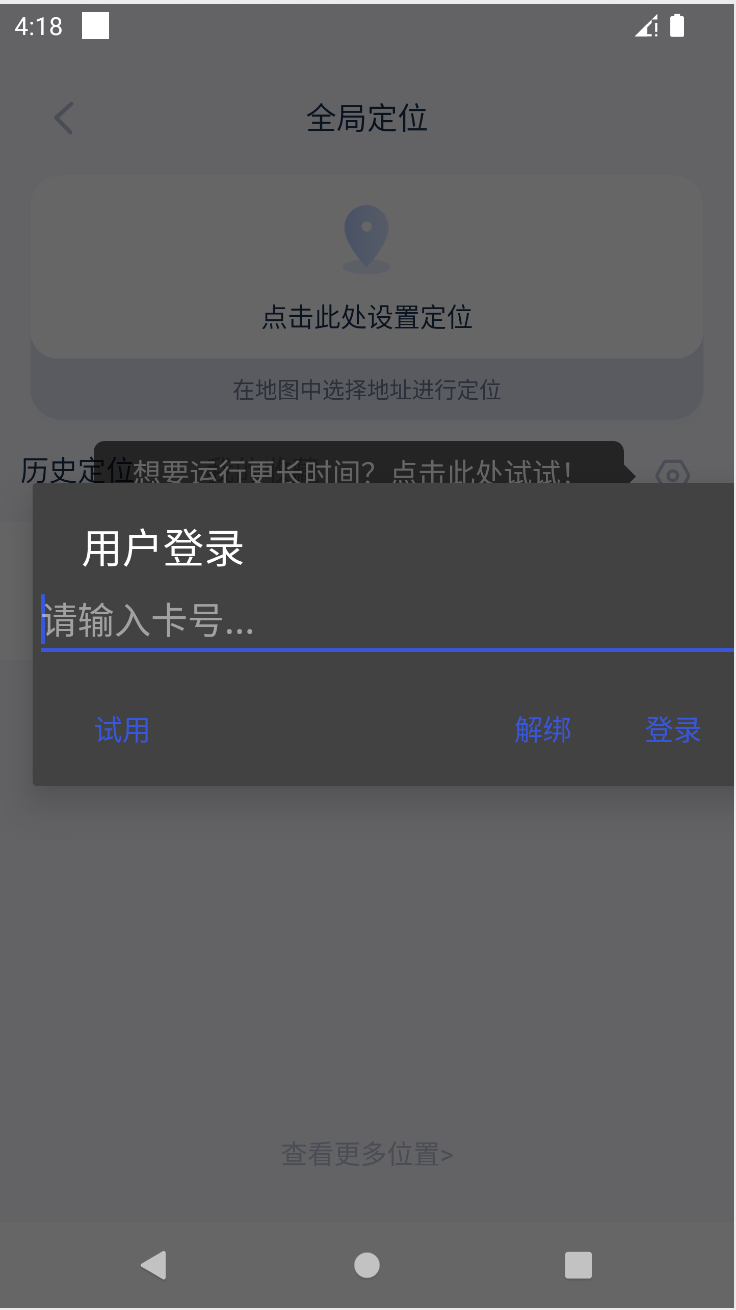 4:18
全局定位
点击此处设置定位
在地图中选择地址进行定位
历史定位
想要运行更长时间？点击此处试试！
用户登录
请输入卡号...
试用 解绑 登录
查看更多位置>